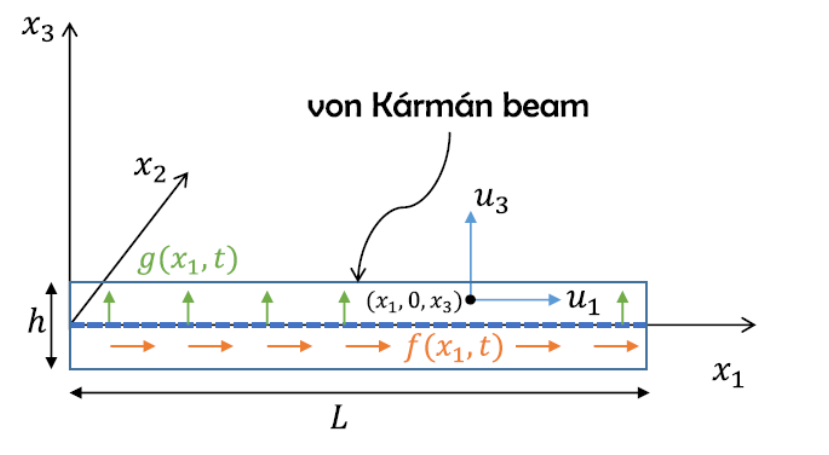 x₃
von Kármán beam
x₂
u₃
g(x₁,t)
(x₁,0,x₃)
u₁
h
f(x₁,t)
x₁
L